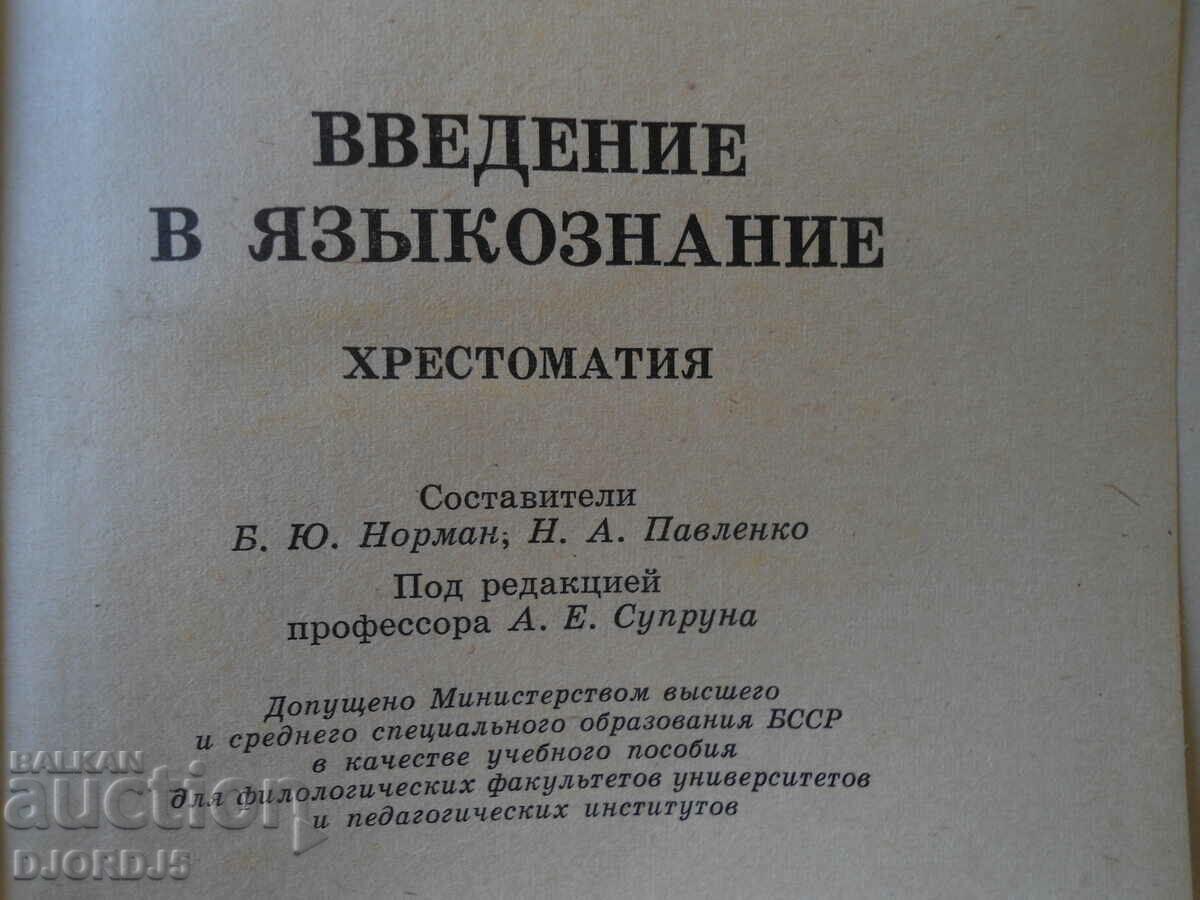 ВВЕДЕНИЕ
В ЯЗЫКОЗНАНИЕ
ХРЕСТОМАТИЯ
Составители
Б. Ю. Норман, Н. А. Павленко
Под редакцией
профессора А. Е. Супруна
Допущено Министерством высшего
и среднего специального образования БССР
в качестве учебного пособия
для филологических факультетов университетов
и педагогических институтов
BALKAN
auction
DJORDJ5